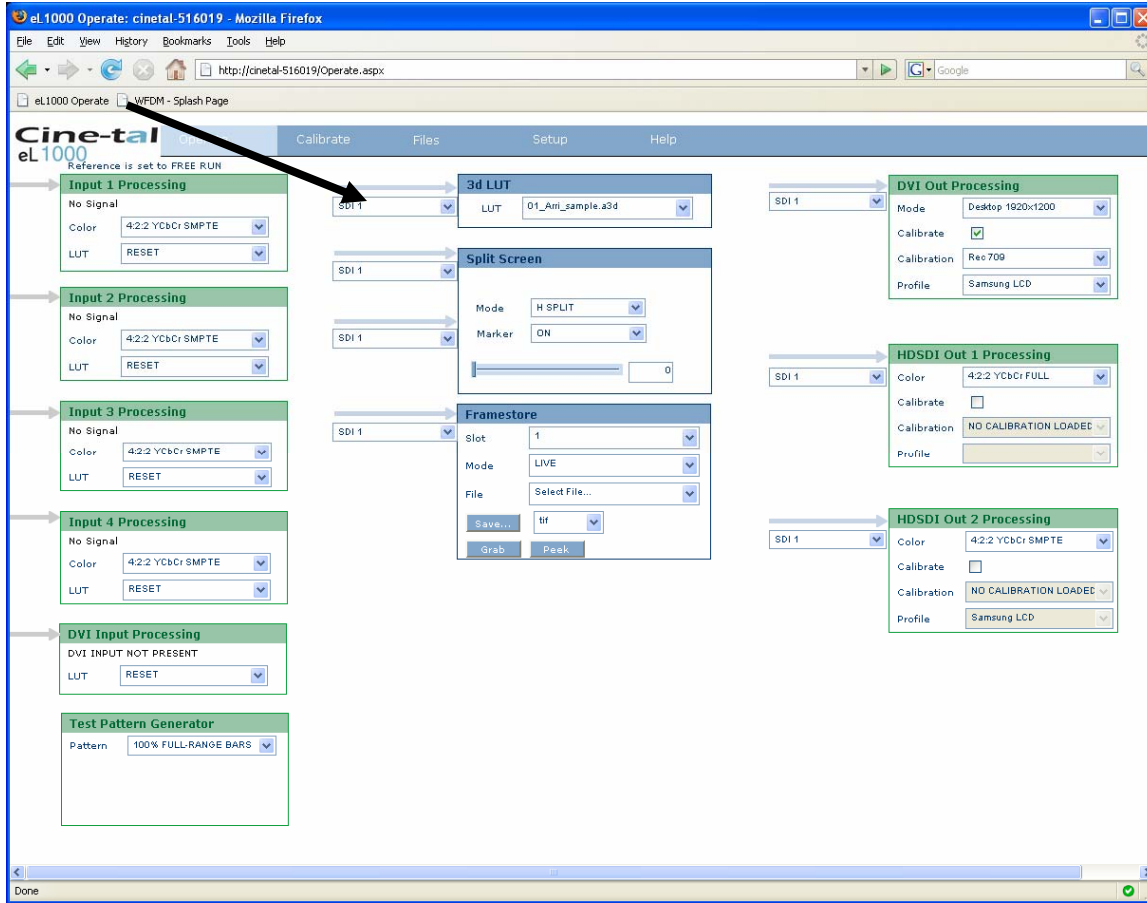 eL1000 Operate: cinetal-516019 - Mozilla Firefox
File Edit View History Bookmarks Tools Help
http://cinetal-516019/Operate.aspx
G Google
eL1000 Operate WFDM - Splash Page
Cine-tal
eL1000
Calibrate Files Setup Help
Reference is set to FREE RUN
Input 1 Processing
No Signal
Color 4:2:2 YCbCr SMPTE
LUT RESET
Input 2 Processing
No Signal
Color 4:2:2 YCbCr SMPTE
LUT RESET
Input 3 Processing
No Signal
Color 4:2:2 YCbCr SMPTE
LUT RESET
Input 4 Processing
No Signal
Color 4:2:2 YCbCr SMPTE
LUT RESET
DVI Input Processing
DVI INPUT NOT PRESENT
LUT RESET
Test Pattern Generator
Pattern 100% FULL-RANGE BARS
SDI 1
3d LUT
LUT 01_Arri_sample.a3d
SDI 1
Split Screen
Mode H SPLIT
SDI 1
Marker ON
0
SDI 1
Framestore
Slot 1
Mode LIVE
File Select File...
Save... tif
Grab Peek
SDI 1
DVI Out Processing
Mode Desktop 1920x1200
Calibrate
Calibration Rec 709
Profile Samsung LCD
SDI 1
HDSDI Out 1 Processing
Color 4:2:2 YCbCr FULL
Calibrate
Calibration NO CALIBRATION LOADED
Profile
SDI 1
HDSDI Out 2 Processing
Color 4:2:2 YCbCr SMPTE
Calibrate
Calibration NO CALIBRATION LOADED
Profile Samsung LCD
Done